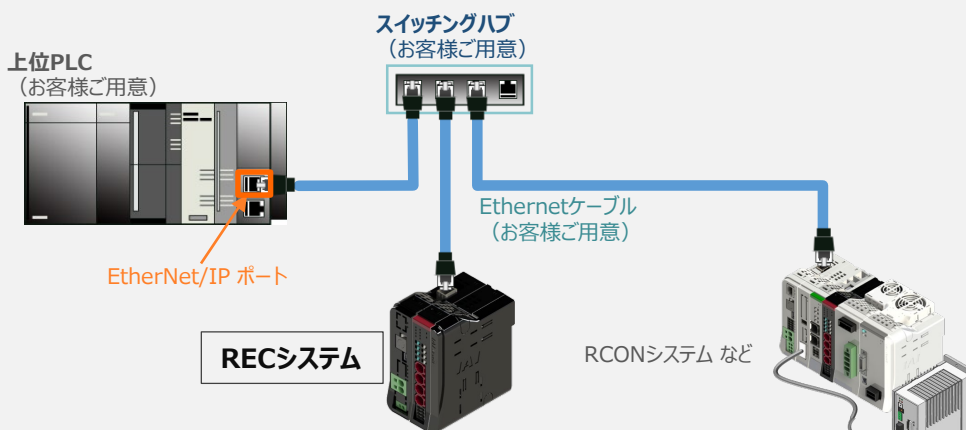 スイッチングハブ
（お客様ご用意）
上位PLC
（お客様ご用意）
Ethernetケーブル
（お客様ご用意）
EtherNet/IP ポート
RECシステム
RCONシステム など
IAI